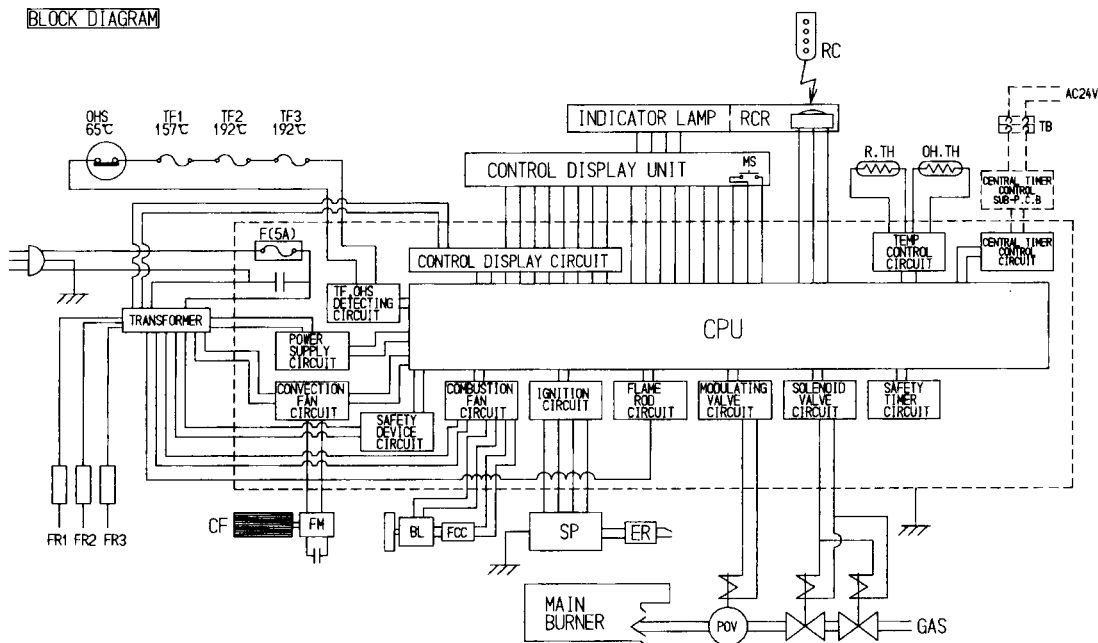 BLOCK DIAGRAM
RC
AC24V
OHS
65℃
TF1
157℃
TF2
192℃
TF3
192℃
INDICATOR LAMP
RCR
TB
CONTROL DISPLAY UNIT
MS
R.TH
OH.TH
CENTRAL TIMER
CONTROL
SUB-P.C.B
F(5A)
CONTROL DISPLAY CIRCUIT
TEMP
CONTROL
CIRCUIT
CENTRAL TIMER
CONTROL
CIRCUIT
TF,OHS
DETECTING
CIRCUIT
TRANSFORMER
CPU
POWER
SUPPLY
CIRCUIT
CONVECTION
FAN
CIRCUIT
SAFETY
DEVICE
CIRCUIT
COMBUSTION
FAN
CIRCUIT
IGNITION
CIRCUIT
FLAME
ROD
CIRCUIT
MODULATING
VALVE
CIRCUIT
SOLENOID
VALVE
CIRCUIT
SAFETY
TIMER
CIRCUIT
FR1
FR2
FR3
CF
FM
BL
FCC
SP
ER
MAIN
BURNER
POV
GAS